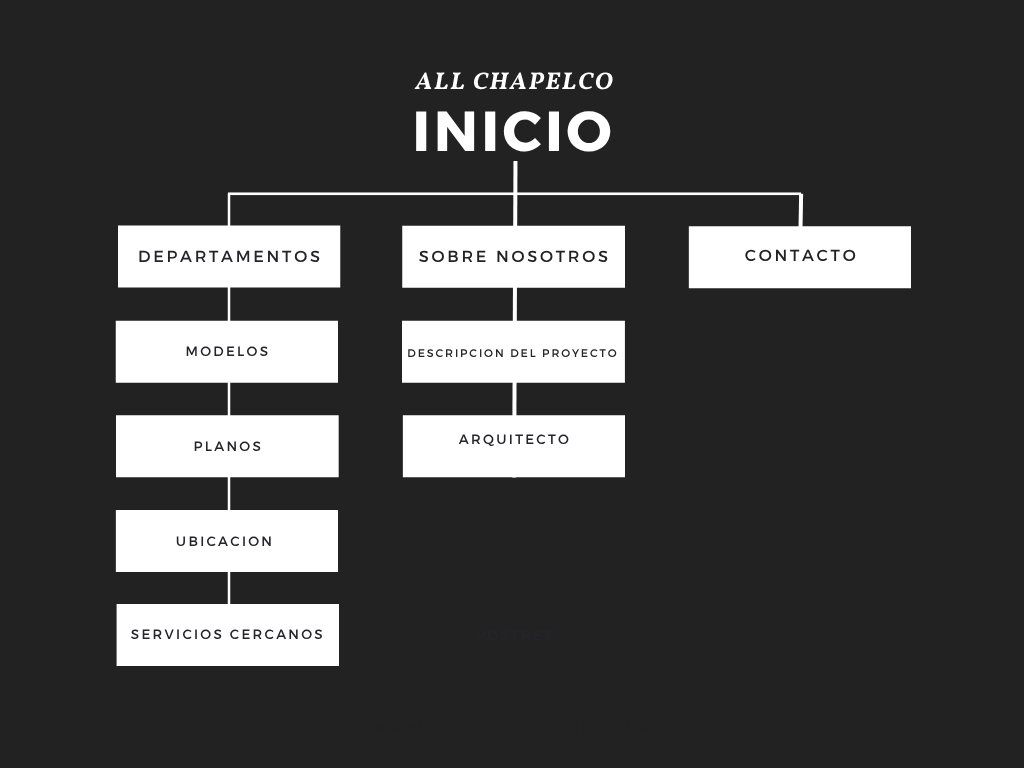 ALL CHAPELCO
INICIO
DEPARTAMENTOS
SOBRE NOSOTROS
CONTACTO
MODELOS
DESCRIPCION DEL PROYECTO
PLANOS
ARQUITECTO
UBICACION
SERVICIOS CERCANOS